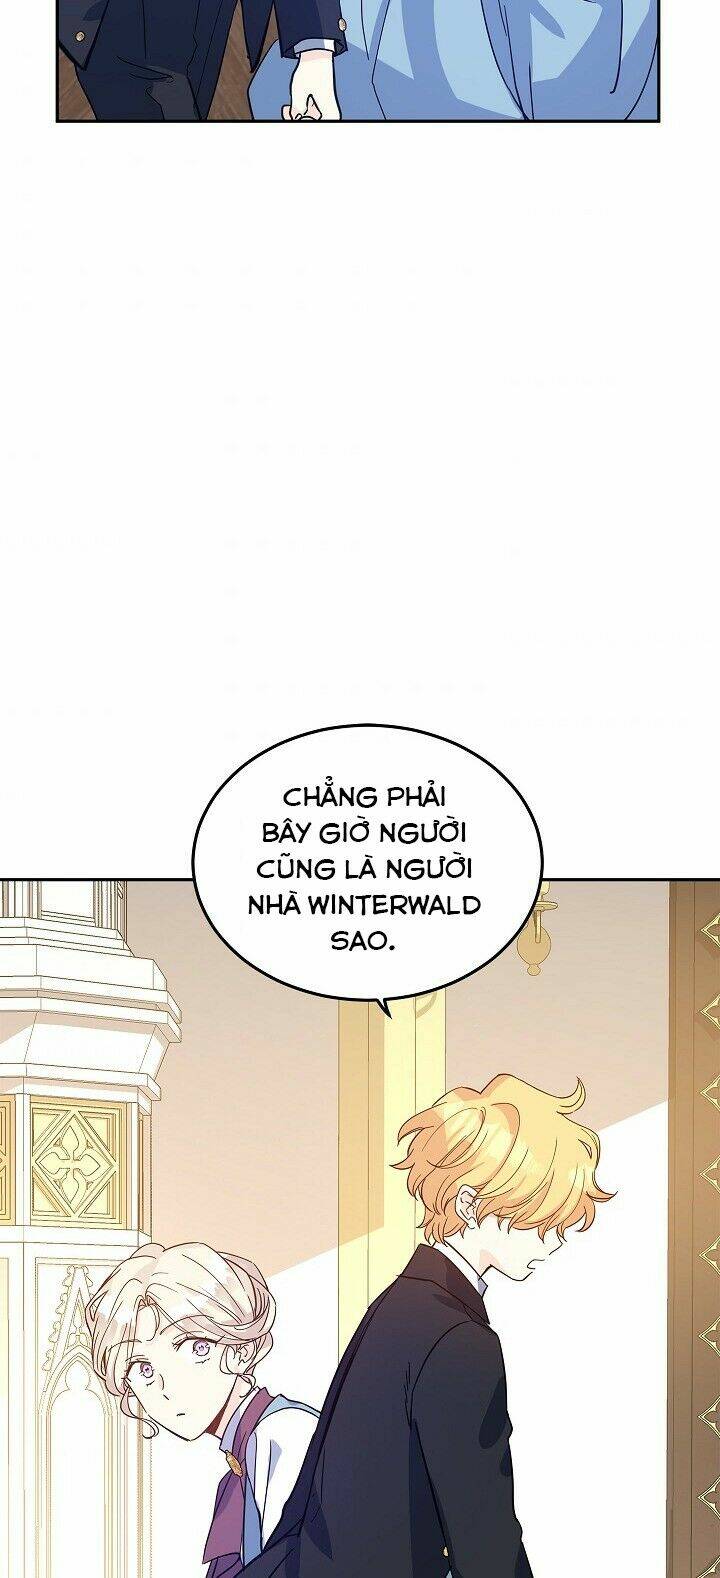 CHẲNG PHẢI
BÂY GIỜ NGƯỜI
CŨNG LÀ NGƯỜI
NHÀ WINTERWALD
SAO.